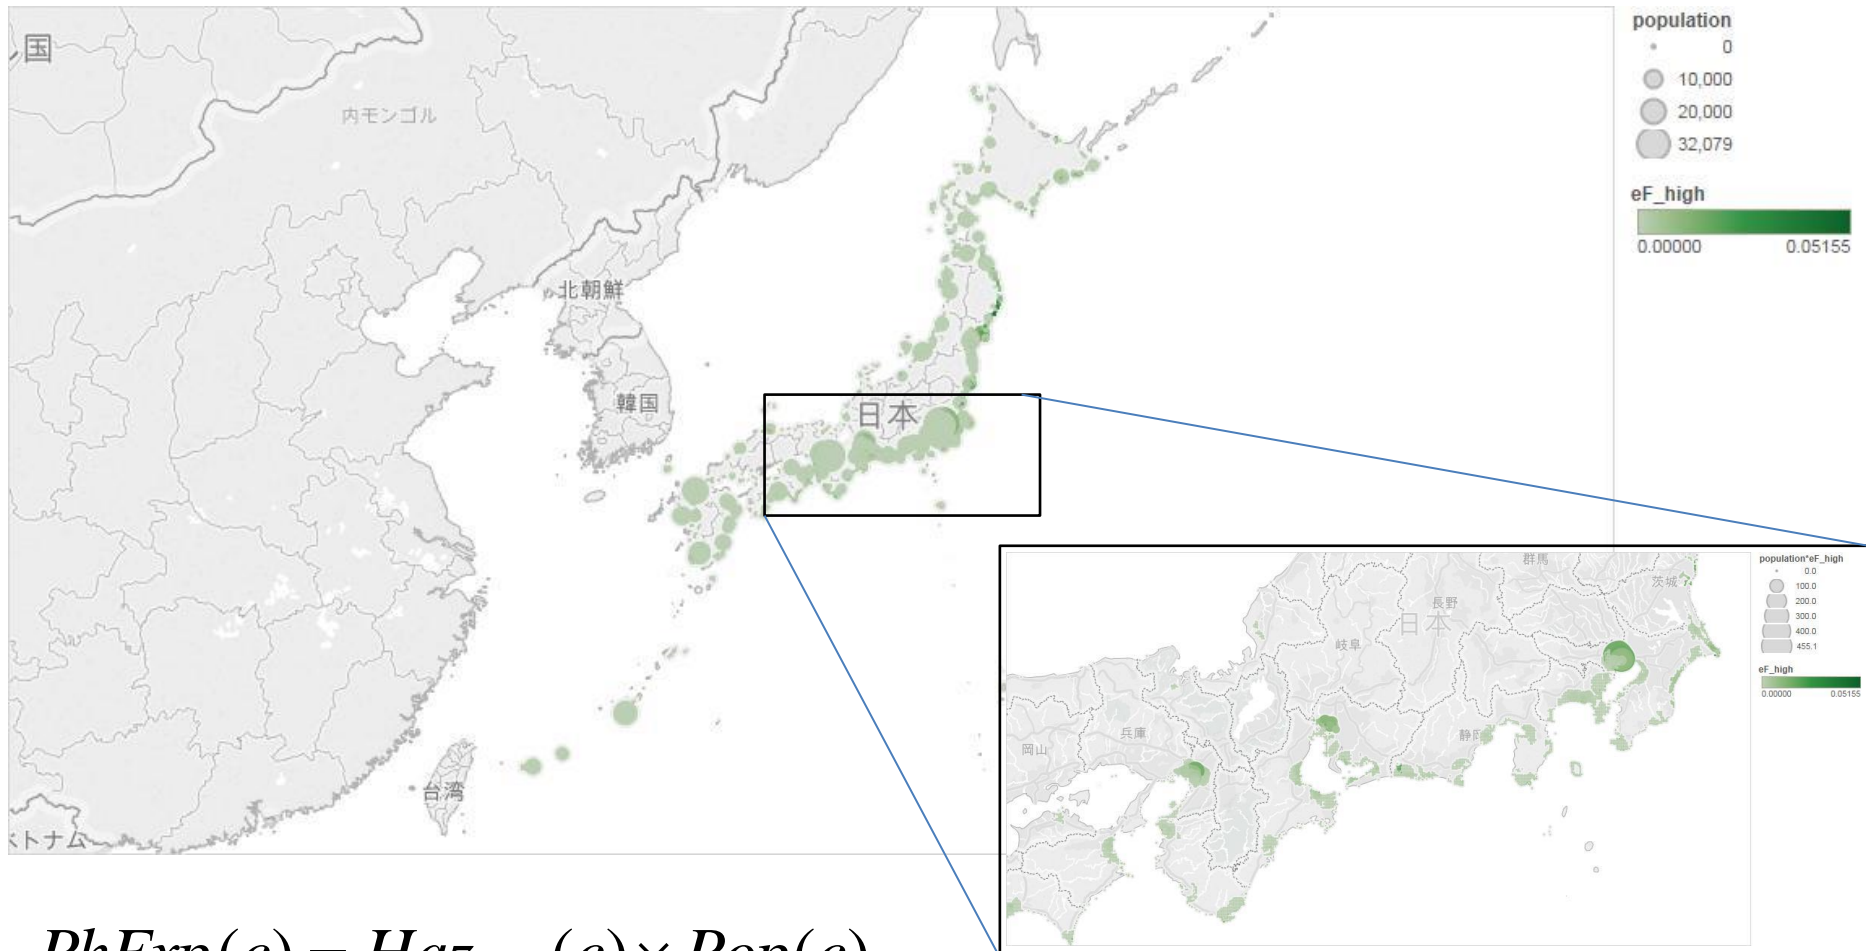 population
0
10,000
20,000
32,079
eF_high
0.00000 0.05155
国
内モンゴル
北朝鮮
韓国
日本
台湾
トナム
population*eF_high
0.0
100.0
200.0
300.0
400.0
455.1
eF_high
0.00000 0.05155
群馬
茨城
長野
日本
岐阜
兵庫
岡山
静岡
PhExp(c) = Haz (c) × Pop(c)